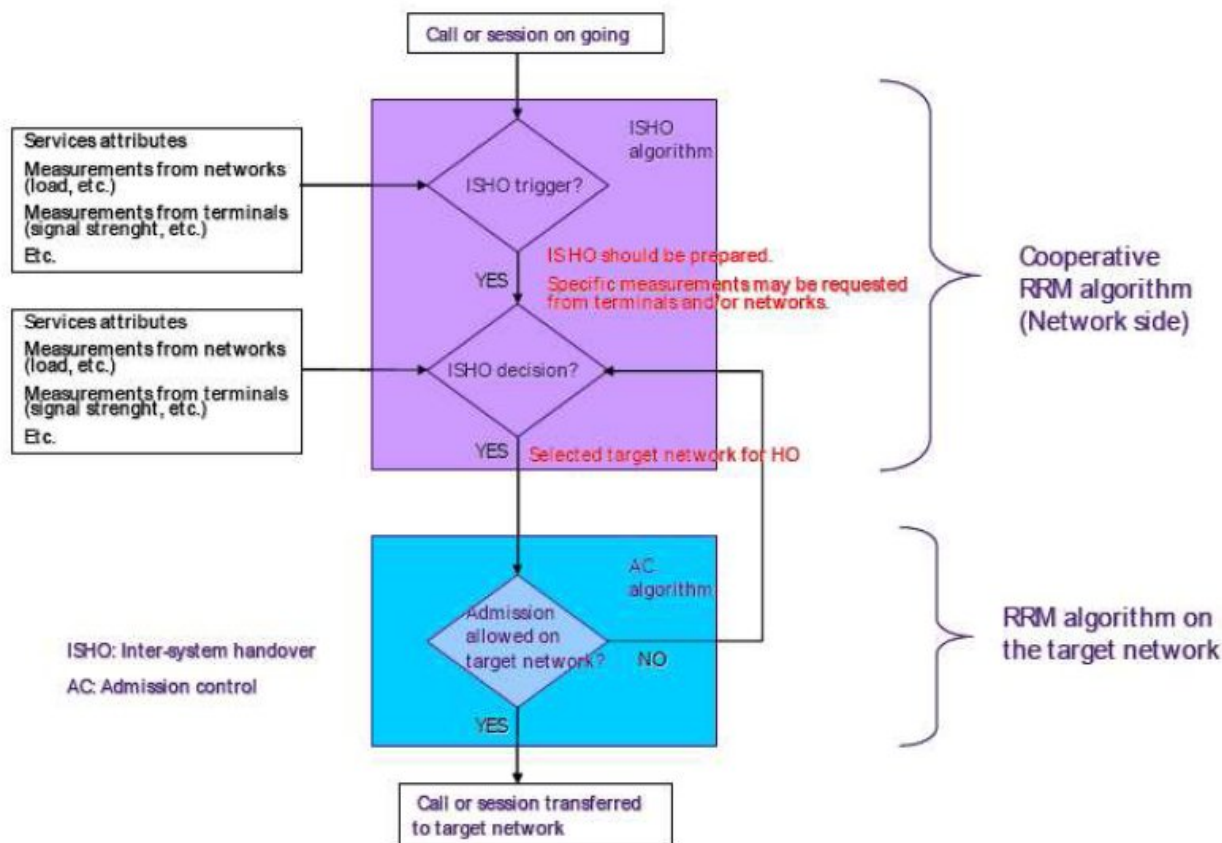 Call or session on going
ISHO
algorithm
Services attributes
Measurements from networks
(load, etc.)
Measurements from terminals
(signal strenght, etc.)
Etc.
ISHO trigger?
YES
ISHO should be prepared.
Specific measurements may be requested
from terminals and/or networks.
Cooperative
RRM algorithm
(Network side)
Services attributes
Measurements from networks
(load, etc.)
Measurements from terminals
(signal strenght, etc.)
Etc.
ISHO decision?
YES
Selected target network for HO
AC
algorithm
Admission
allowed on
target network?
NO
YES
RRM algorithm on
the target network
ISHO: Inter-system handover
AC: Admission control
Call or session transferred
to target network